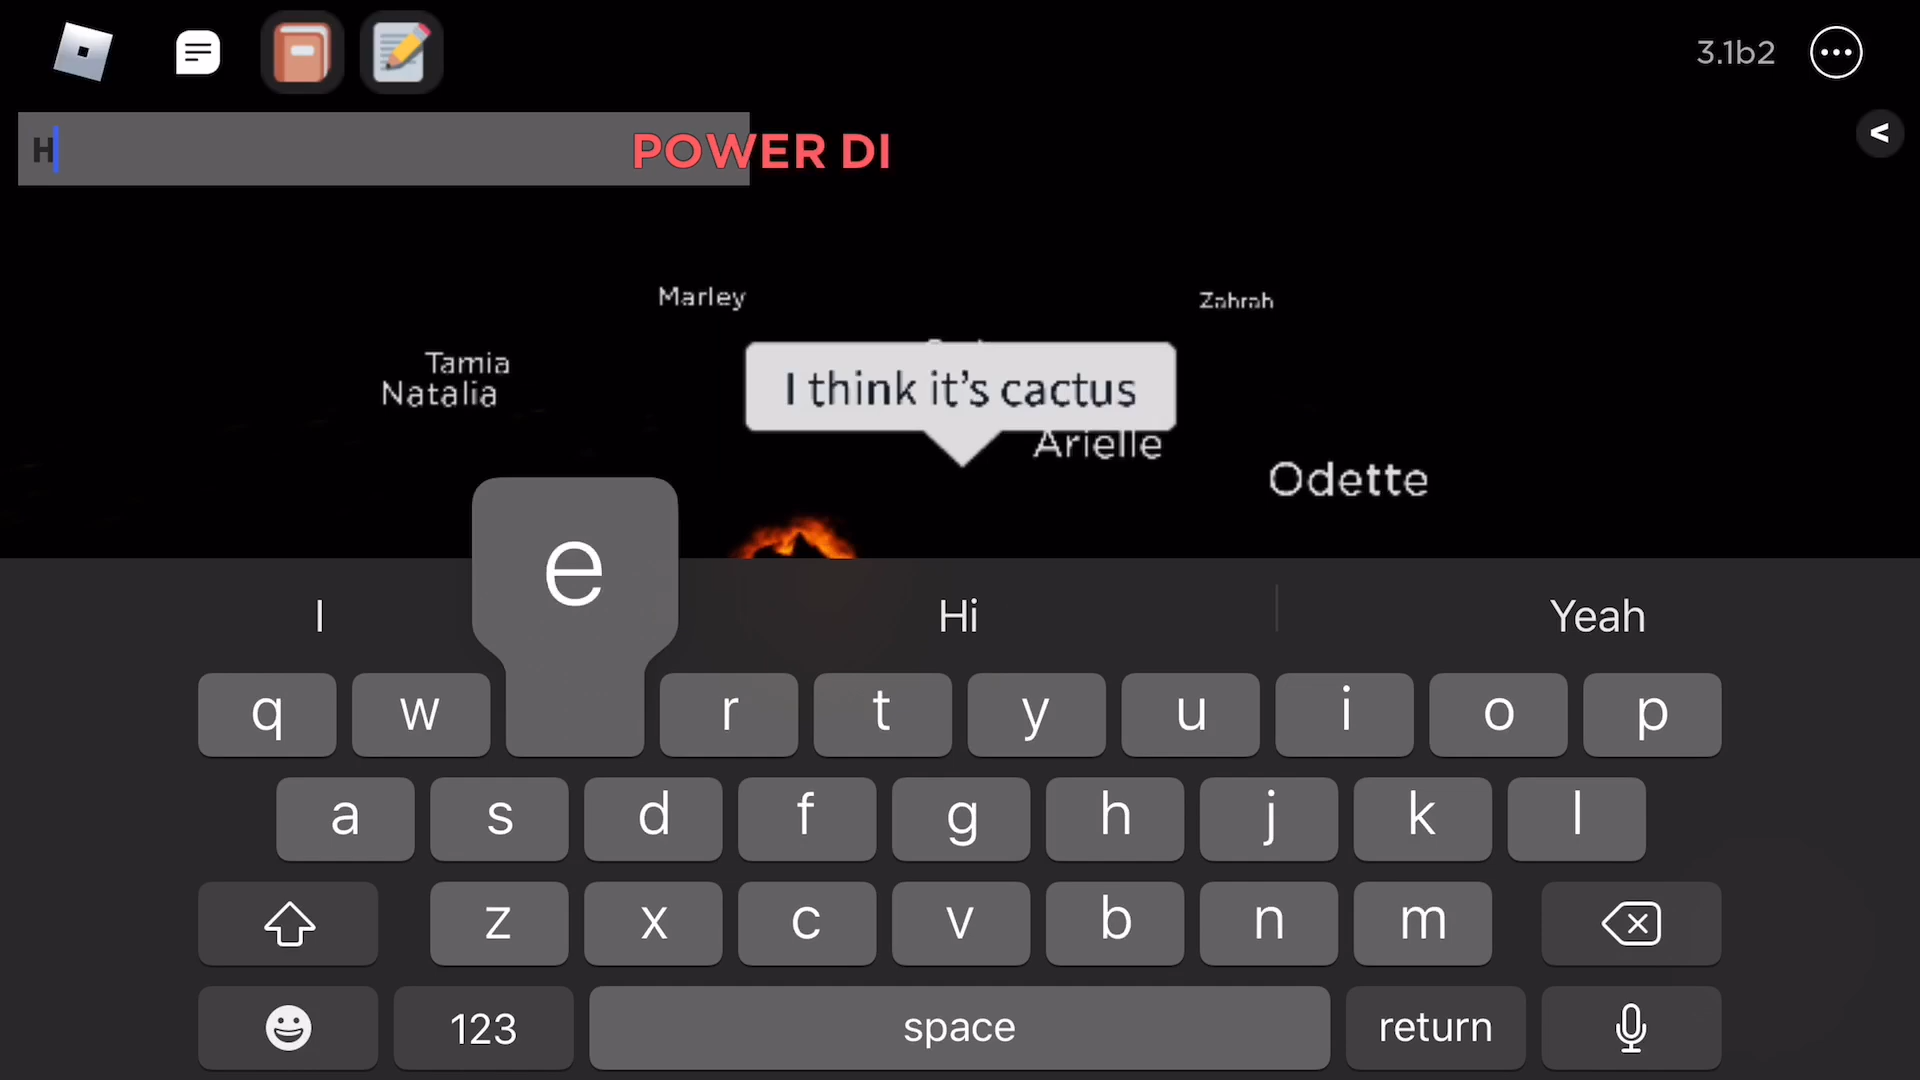 3.1b2
H
POWER DI
Marley
Zahrah
Tamia
Natalia
I think it's cactus
Arielle
Odette
e
I
Hi
Yeah
q w r t y u i o p
a s d f g h j k l
z x c v b n m
123 space return